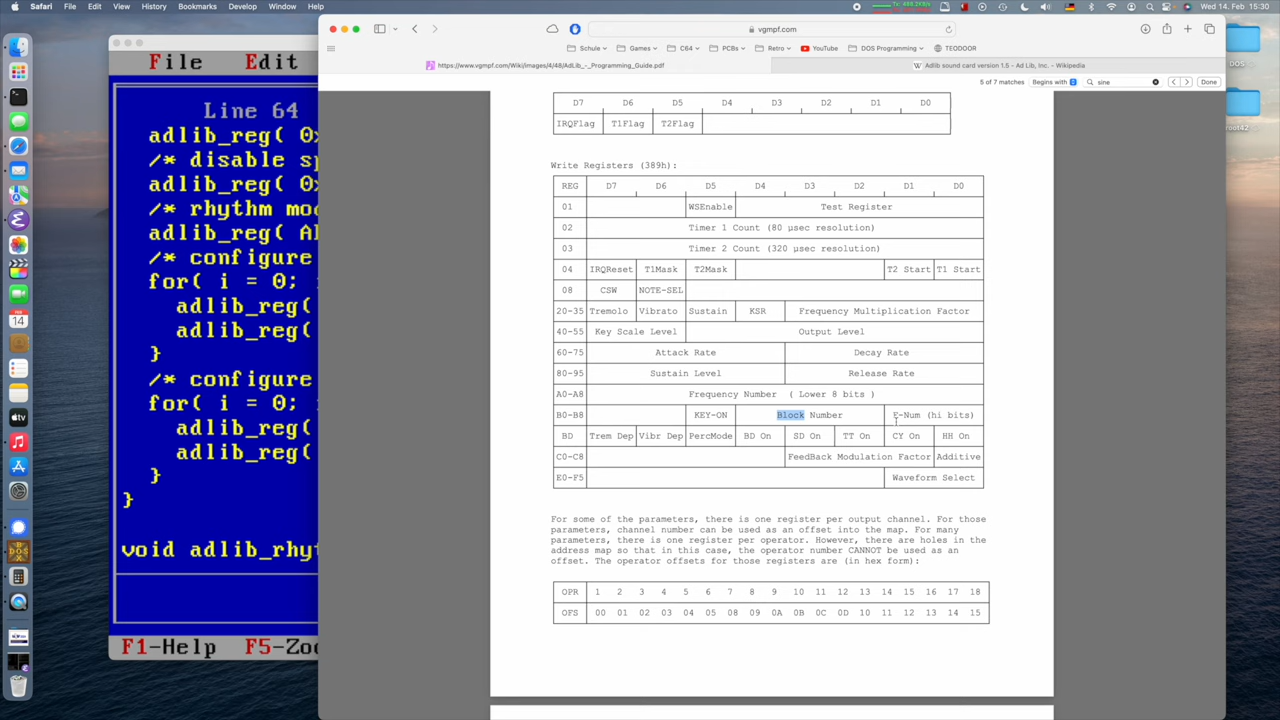 Safari File Edit View History Bookmarks Develop Window Help Wed 14. Feb 15:30
vgmpf.com
Schule Games C64 PCBs Retro YouTube DOS Programming TEODOOR
https://www.vgmpf.com/Wiki/images/4/48/AdLib_-_Programming_Guide.pdf Adlib sound card version 1.5 - Ad Lib, Inc. - Wikipedia
5 of 7 matches Begins with sine Done
File Edit
Line 64
adlib_reg( 0x
/* disable sp
adlib_reg( 0x
/* rhythm mod
adlib_reg( A
/* configure
for( i = 0;
adlib_reg(
adlib_reg(
}
/* configure
for( i = 0;
adlib_reg(
adlib_reg(
}
}
void adlib_rhyt
F1-Help F5-Zoo
D7 D6 D5 D4 D3 D2 D1 D0
IRQFlag T1Flag T2Flag
Write Registers (389h):
REG D7 D6 D5 D4 D3 D2 D1 D0
01 WSEnable Test Register
02 Timer 1 Count (80 µsec resolution)
03 Timer 2 Count (320 µsec resolution)
04 IRQReset T1Mask T2Mask T2 Start T1 Start
08 CSW NOTE-SEL
20-35 Tremolo Vibrato Sustain KSR Frequency Multiplication Factor
40-55 Key Scale Level Output Level
60-75 Attack Rate Decay Rate
80-95 Sustain Level Release Rate
A0-A8 Frequency Number ( Lower 8 bits )
B0-B8 KEY-ON Block Number F-Num (hi bits)
BD Trem Dep Vibr Dep PercMode BD On SD On TT On CY On HH On
C0-C8 FeedBack Modulation Factor Additive
E0-F5 Waveform Select
For some of the parameters, there is one register per output channel. For those
parameters, channel number can be used as an offset into the map. For many
parameters, there is one register per operator. However, there are holes in the
address map so that in this case, the operator number CANNOT be used as an
offset. The operator offsets for those registers are (in hex form):
OPR 1 2 3 4 5 6 7 8 9 10 11 12 13 14 15 16 17 18
OFS 00 01 02 03 04 05 08 09 0A 0B 0C 0D 10 11 12 13 14 15